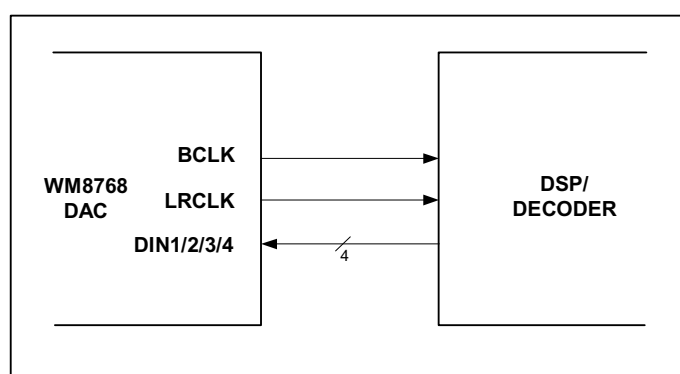 BCLK
WM8768
DAC
LRCLK
DIN1/2/3/4
4
DSP/
DECODER